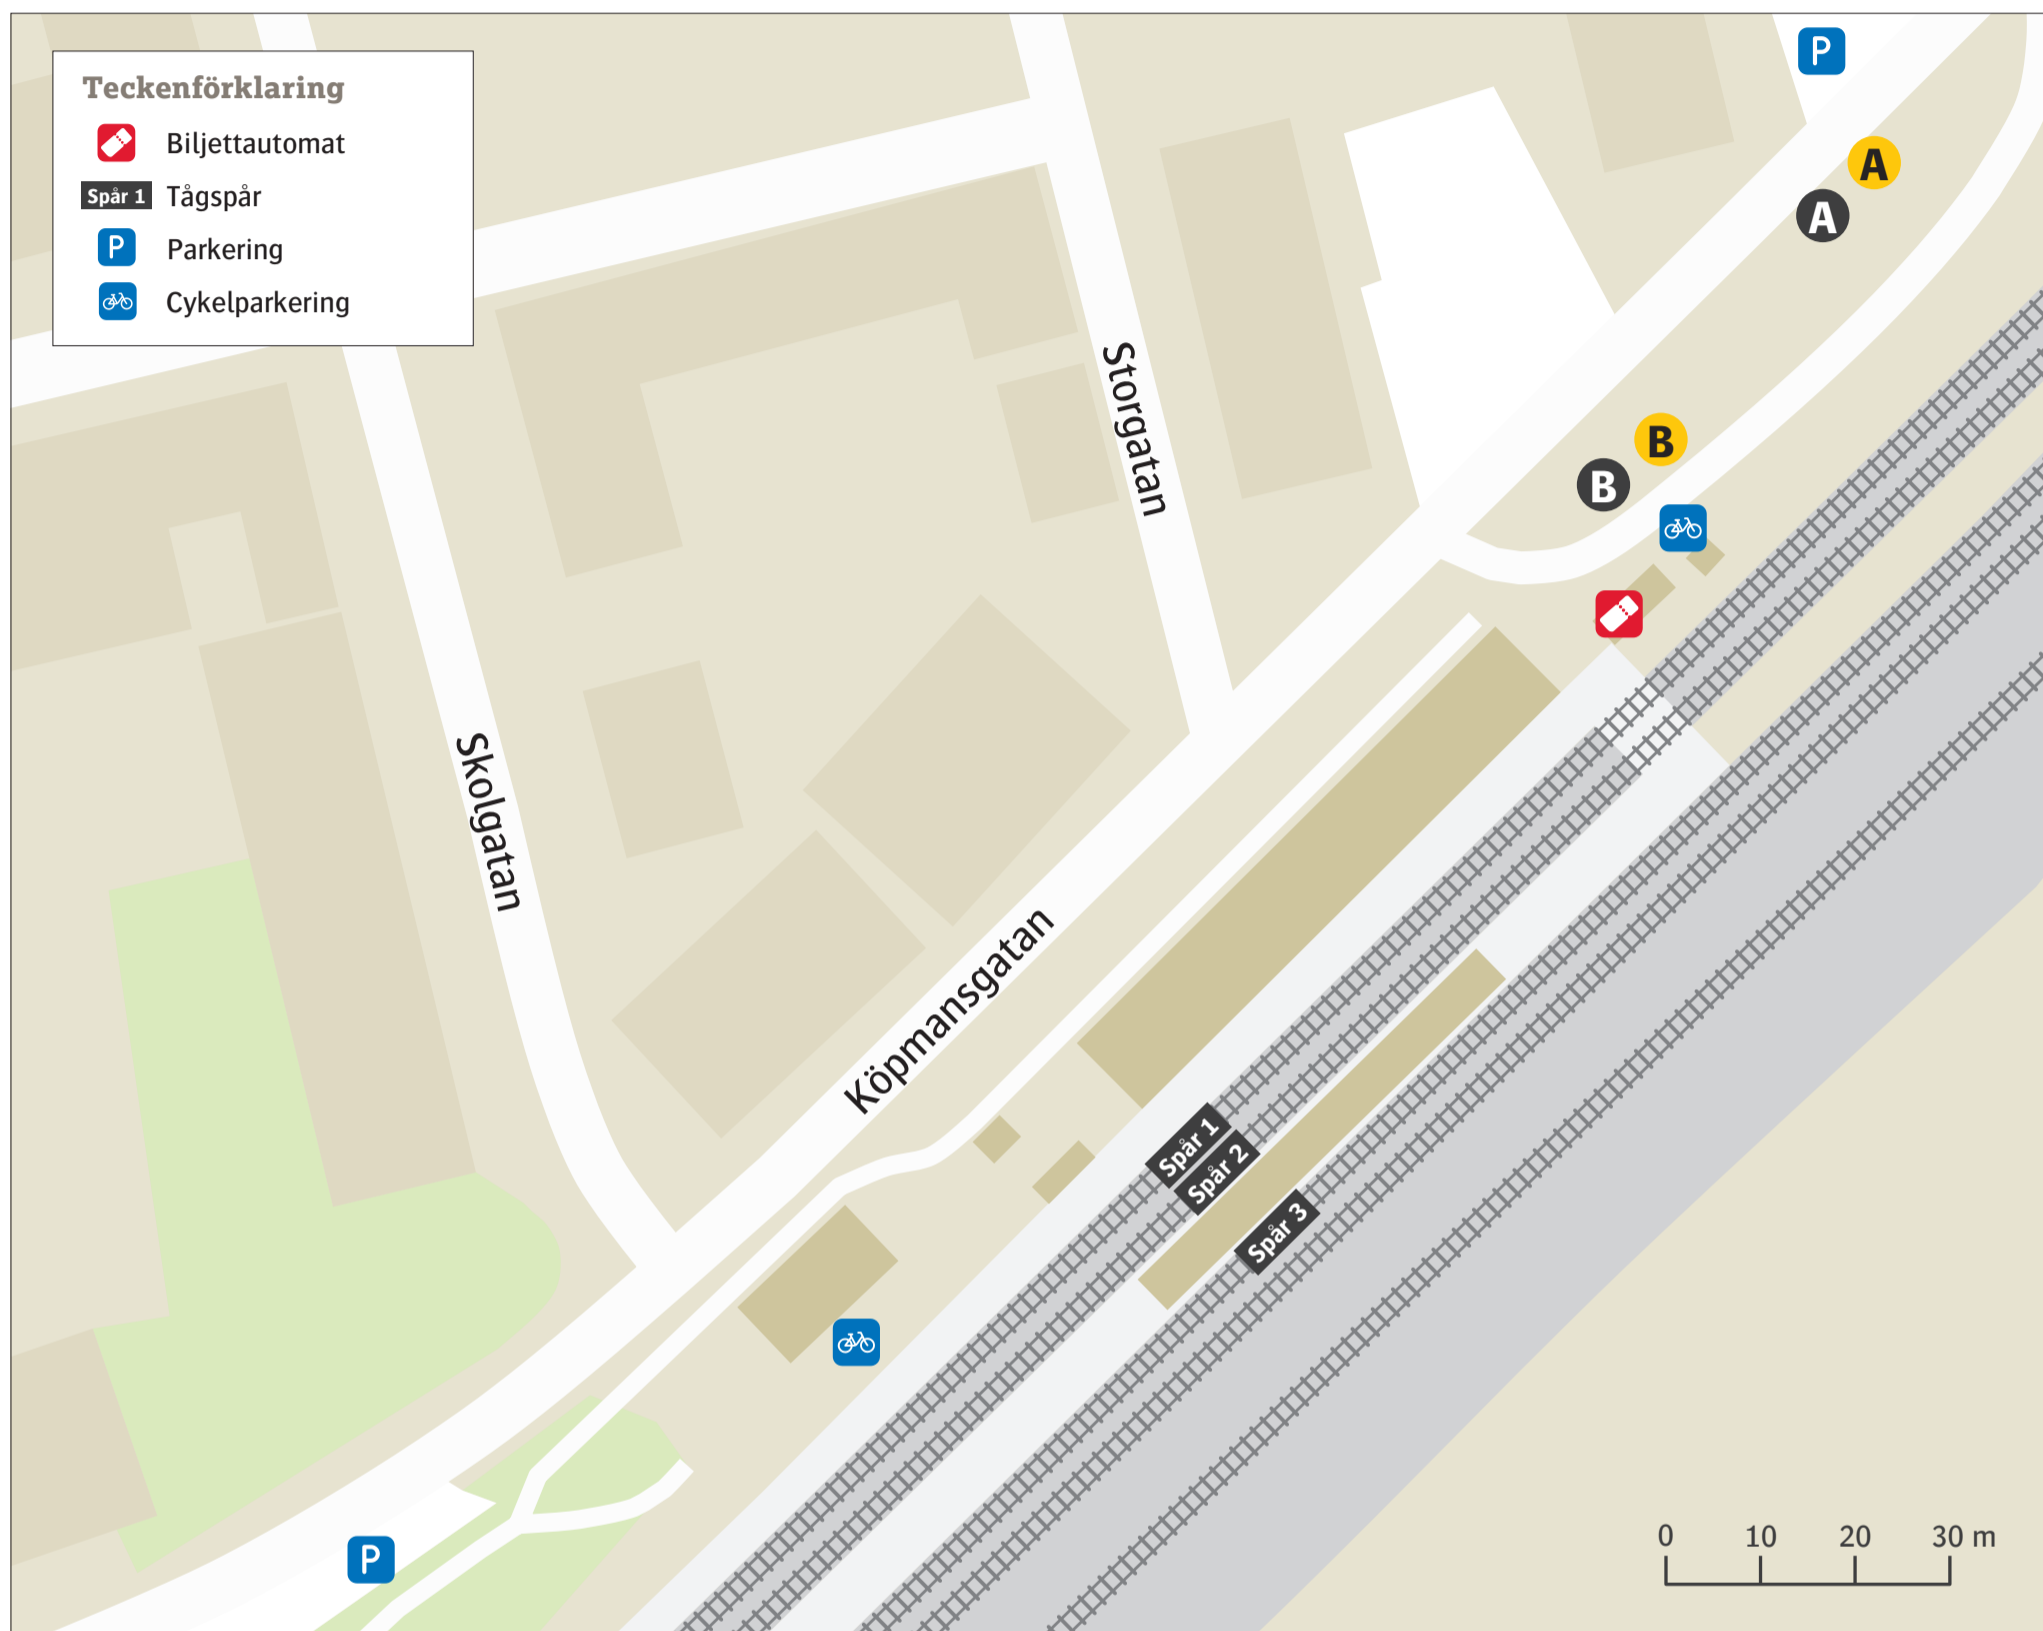 Teckenförklaring
Biljettautomat
Spår 1 Tågspår
P Parkering
Cykelparkering
P
A
A
Storgatan
B
B
Skolgatan
Köpmansgatan
Spår 1
Spår 2
Spår 3
P
0 10 20 30 m